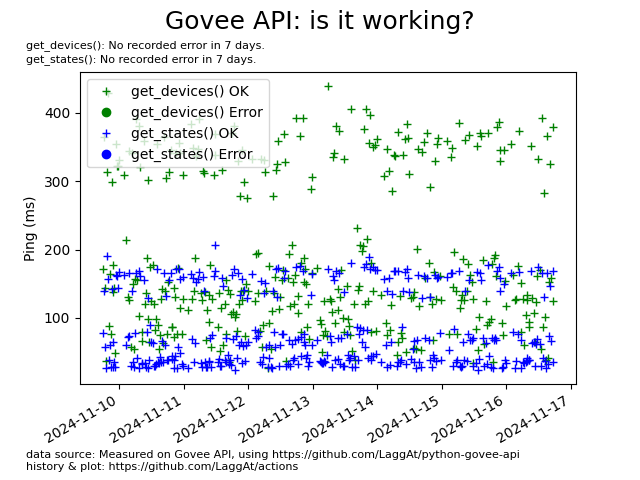 Govee API: is it working?
get_devices(): No recorded error in 7 days.
get_states(): No recorded error in 7 days.
get_devices() OK
get_devices() Error
get_states() OK
get_states() Error
Ping (ms)
400
300
200
100
2024-11-10
2024-11-11
2024-11-12
2024-11-13
2024-11-14
2024-11-15
2024-11-16
2024-11-17
data source: Measured on Govee API, using https://github.com/LaggAt/python-govee-api
history & plot: https://github.com/LaggAt/actions